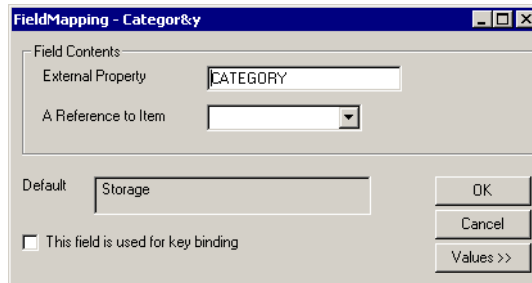 FieldMapping - Categor&y
Field Contents
External Property
CATEGORY
A Reference to Item
Default
Storage
This field is used for key binding
OK
Cancel
Values >>